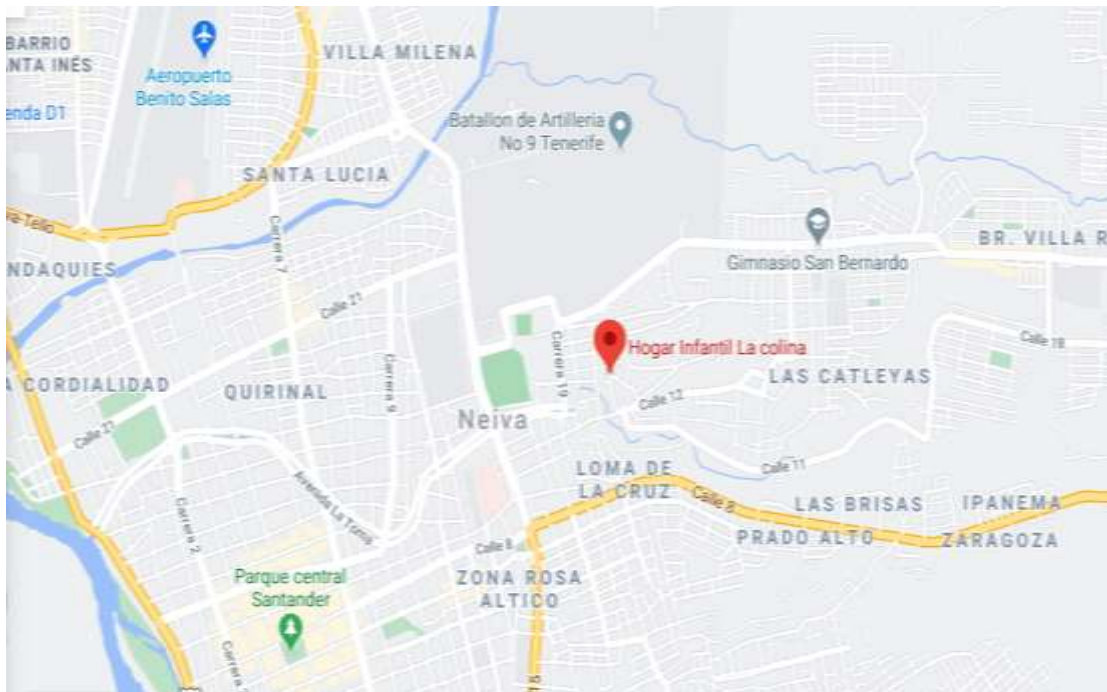 BARRIO
NTA INÉS
Aeropuerto
Benito Salas
enda D1
VILLA MILENA
Batallon de Artilleria
No 9 Tenerife
SANTA LUCIA
Carrera 7
va-Tello
NDAQUIES
Gimnasio San Bernardo
BR. VILLA R
Calle 21
Carrera 19
Hogar Infantil La colina
Calle 18
A CORDIALIDAD
QUIRINAL
Carrera 9
LAS CATLEYAS
Calle 12
Neiva
Calle 21
LOMA DE
LA CRUZ
Calle 11
Avenida La Toma
Carrera 2
Calle 8
LAS BRISAS
IPANEMA
PRADO ALTO
ZARAGOZA
Calle 8
Parque central
Santander
ZONA ROSA
ALTICO